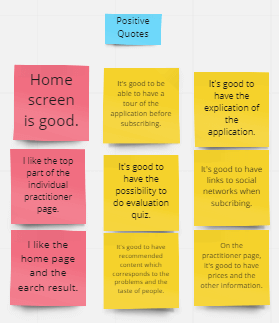 Positive
Quotes
Home
screen
is good.
It's good to be
able to have a
tour of the
application before
subscribing.
It's good to
have the
explication of
the
application.
I like the top
part of the
individual
practitioner
page.
It's good to
have the
possibility to
do evaluation
quiz.
It's good to have
links to social
networks when
subcribing.
I like the
home page
and the
earch result.
It's good to have
recommended
content which
corresponds to the
problems and the
taste of people.
On the
practitioner page,
it's good to have
prices and the
other information.